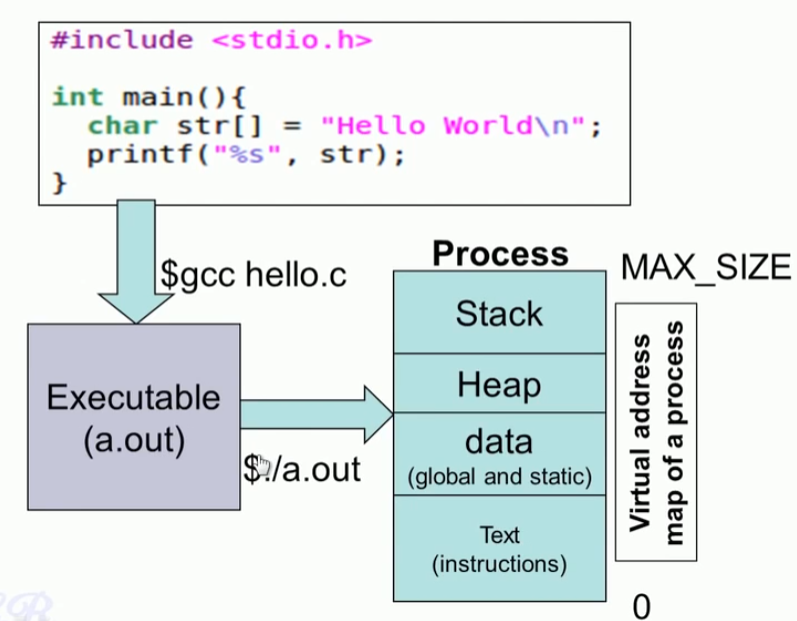 #include <stdio.h>
int main(){
char str[] = "Hello World\n";
printf("%s", str);
}
$gcc hello.c
Executable
(a.out)
$./a.out
Process
MAX_SIZE
Stack
Heap
data
(global and static)
Text
(instructions)
Virtual address
map of a process
0